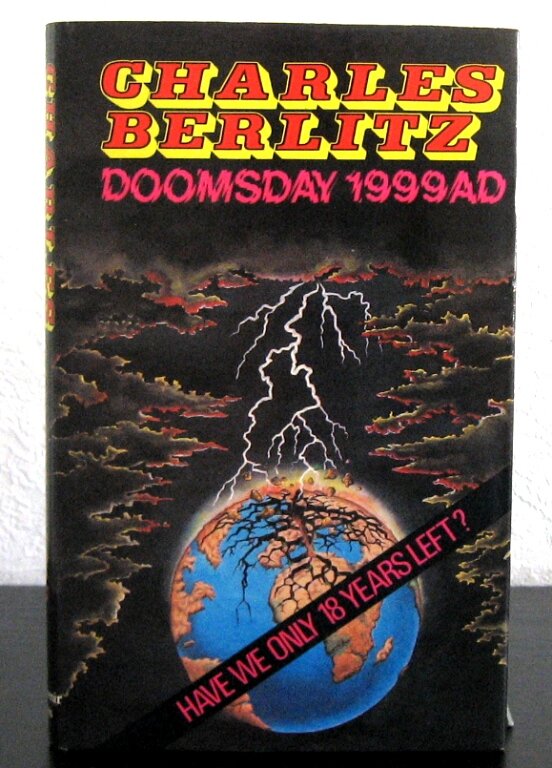 CHARLES
BERLITZ
DOOMSDAY 1999AD
HAVE WE ONLY 18 YEARS LEFT?